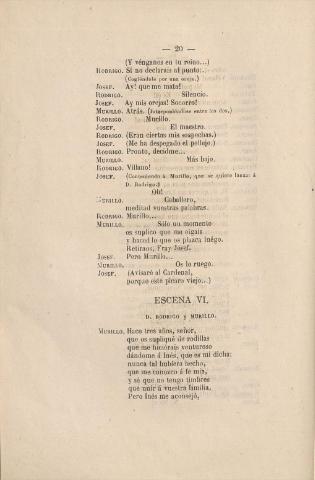 — 20 —
(Y vénganos en tu reino...)
RODRIGO. Si no declarais al punto...
(Cogiéndole por una oreja.)
JOSEF. Ay! que me mata!
RODRIGO. Silencio.
JOSEF. Ay mis orejas! Socorro!
MURILLO. Atrás. (Interponiéndose entre los dos.)
RODRIGO. Murillo.
JOSEF. El maestro.
RODRIGO. (Eran ciertas mis sospechas.)
JOSEF. (Me ha despegado el pellejo.)
RODRIGO. Pronto, decidme...
MURILLO. Más bajo.
RODRIGO. Villano!
JOSEF. (Conteniendo á Murillo, que se quiere lanzar á
D. Rodrigo.)
Oh!
MURILLO. Caballero,
meditad vuestras palabras.
RODRIGO. Murillo...
MURILLO. Sólo un momento
os suplico que me oigais
y haced lo que os plazca luégo.
Retiraos, Fray Josef.
JOSEF. Pero Murillo...
MURILLO. Os lo ruego.
JOSEF. (Avisaré al Cardenal,
porque este pícaro viejo...)
ESCENA VI.
D. RODRIGO y MURILLO.
MURILLO. Hace tres años, señor,
que os supliqué de rodillas
que me hicierais venturoso
dándome á Inés, que es mi dicha:
nunca tal hubiera hecho,
que me conozco á fe mia,
y sé que no tengo timbres
que unir á vuestra familia.
Pero Inés me aconsejó,